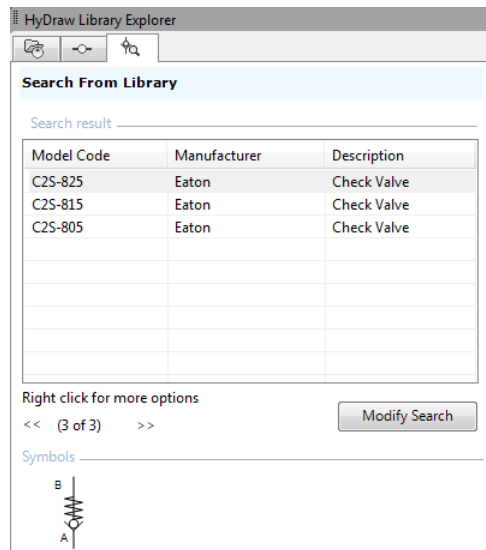 HyDraw Library Explorer
Search From Library
Search result
Model Code Manufacturer Description
C2S-825 Eaton Check Valve
C2S-815 Eaton Check Valve
C2S-805 Eaton Check Valve
Right click for more options
<< (3 of 3) >>
Modify Search
Symbols
B
A